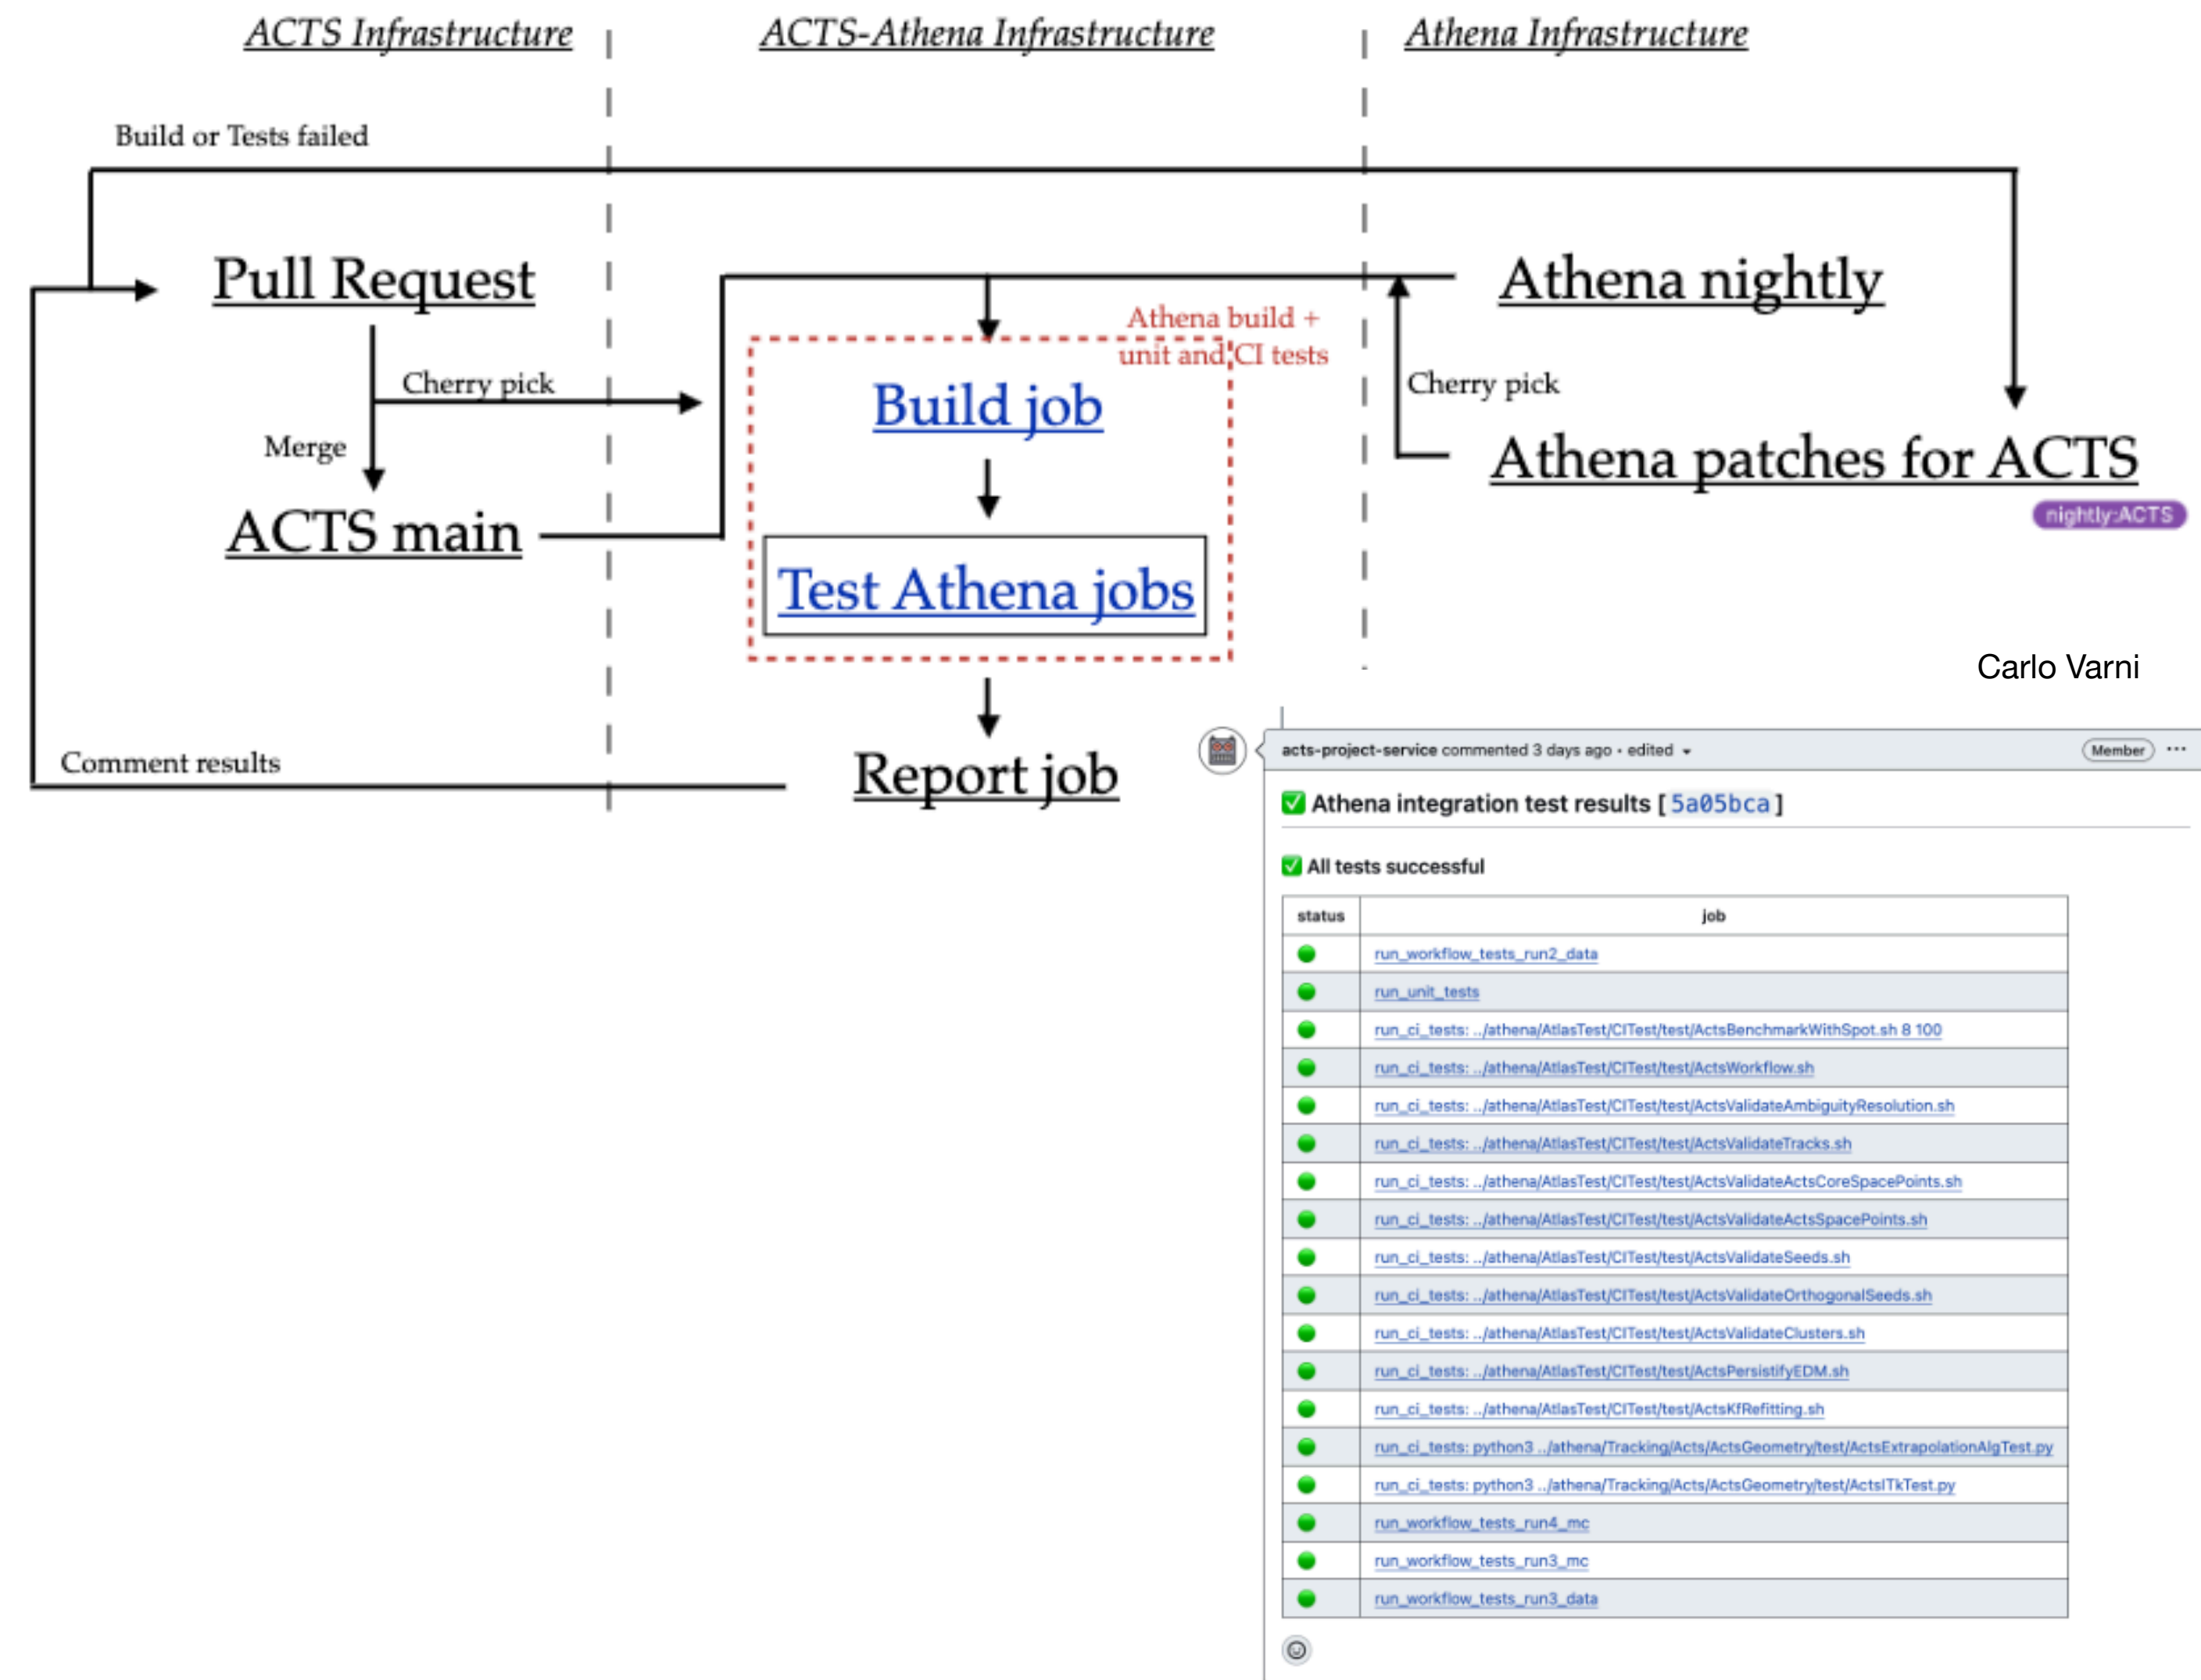 ACTS Infrastructure
ACTS-Athena Infrastructure
Athena Infrastructure
Build or Tests failed
Pull Request
Athena nightly
Athena build +
unit and CI tests
Cherry pick
Build job
Cherry pick
Merge
Athena patches for ACTS
nightly:ACTS
ACTS main
Test Athena jobs
Carlo Varni
Comment results
Report job
acts-project-service commented 3 days ago • edited
Member
Athena integration test results [5a05bca]
All tests successful
status job
run_workflow_tests_run2_data
run_unit_tests
run_ci_tests: ../athena/AtlasTest/CITest/test/ActsBenchmarkWithSpot.sh 8 100
run_ci_tests: ../athena/AtlasTest/CITest/test/ActsWorkflow.sh
run_ci_tests: ../athena/AtlasTest/CITest/test/ActsValidateAmbiguityResolution.sh
run_ci_tests: ../athena/AtlasTest/CITest/test/ActsValidateTracks.sh
run_ci_tests: ../athena/AtlasTest/CITest/test/ActsValidateActsCoreSpacePoints.sh
run_ci_tests: ../athena/AtlasTest/CITest/test/ActsValidateActsSpacePoints.sh
run_ci_tests: ../athena/AtlasTest/CITest/test/ActsValidateSeeds.sh
run_ci_tests: ../athena/AtlasTest/CITest/test/ActsValidateOrthogonalSeeds.sh
run_ci_tests: ../athena/AtlasTest/CITest/test/ActsValidateClusters.sh
run_ci_tests: ../athena/AtlasTest/CITest/test/ActsPersistifyEDM.sh
run_ci_tests: ../athena/AtlasTest/CITest/test/ActsKfRefitting.sh
run_ci_tests: python3 ../athena/Tracking/Acts/ActsGeometry/test/ActsExtrapolationAlgTest.py
run_ci_tests: python3 ../athena/Tracking/Acts/ActsGeometry/test/ActsITkTest.py
run_workflow_tests_run4_mc
run_workflow_tests_run3_mc
run_workflow_tests_run3_data